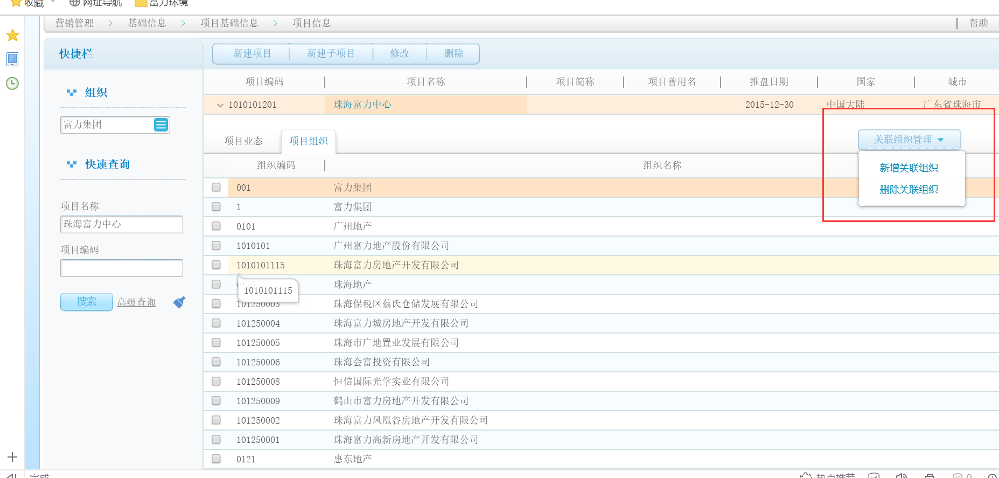 收藏 网址导航 富力环境
营销管理 > 基础信息 > 项目基础信息 > 项目信息 帮助
快捷栏
组织
富力集团
快速查询
项目名称
珠海富力中心
项目编码
搜索 高级查询
新建项目 新建子项目 修改 删除
项目编码 项目名称 项目简称 项目曾用名 推盘日期 国家 城市
1010101201 珠海富力中心 2015-12-30 中国大陆 广东省珠海市
项目业态 项目组织 关联组织管理
新增关联组织
删除关联组织
组织编码 组织名称
001 富力集团
1 富力集团
0101 广州地产
1010101 广州富力地产股份有限公司
1010101115 珠海富力房地产开发有限公司
珠海地产
1010101115
101250003 珠海保税区蔡氏仓储发展有限公司
101250004 珠海富力城房地产开发有限公司
101250005 珠海市广地置业发展有限公司
101250006 珠海会富投资有限公司
101250008 恒信国际光学实业有限公司
101250009 鹤山市富力房地产开发有限公司
101250002 珠海富力凤凰谷房地产开发有限公司
101250001 珠海富力高新房地产开发有限公司
0121 惠东地产
完成 热点推荐 0